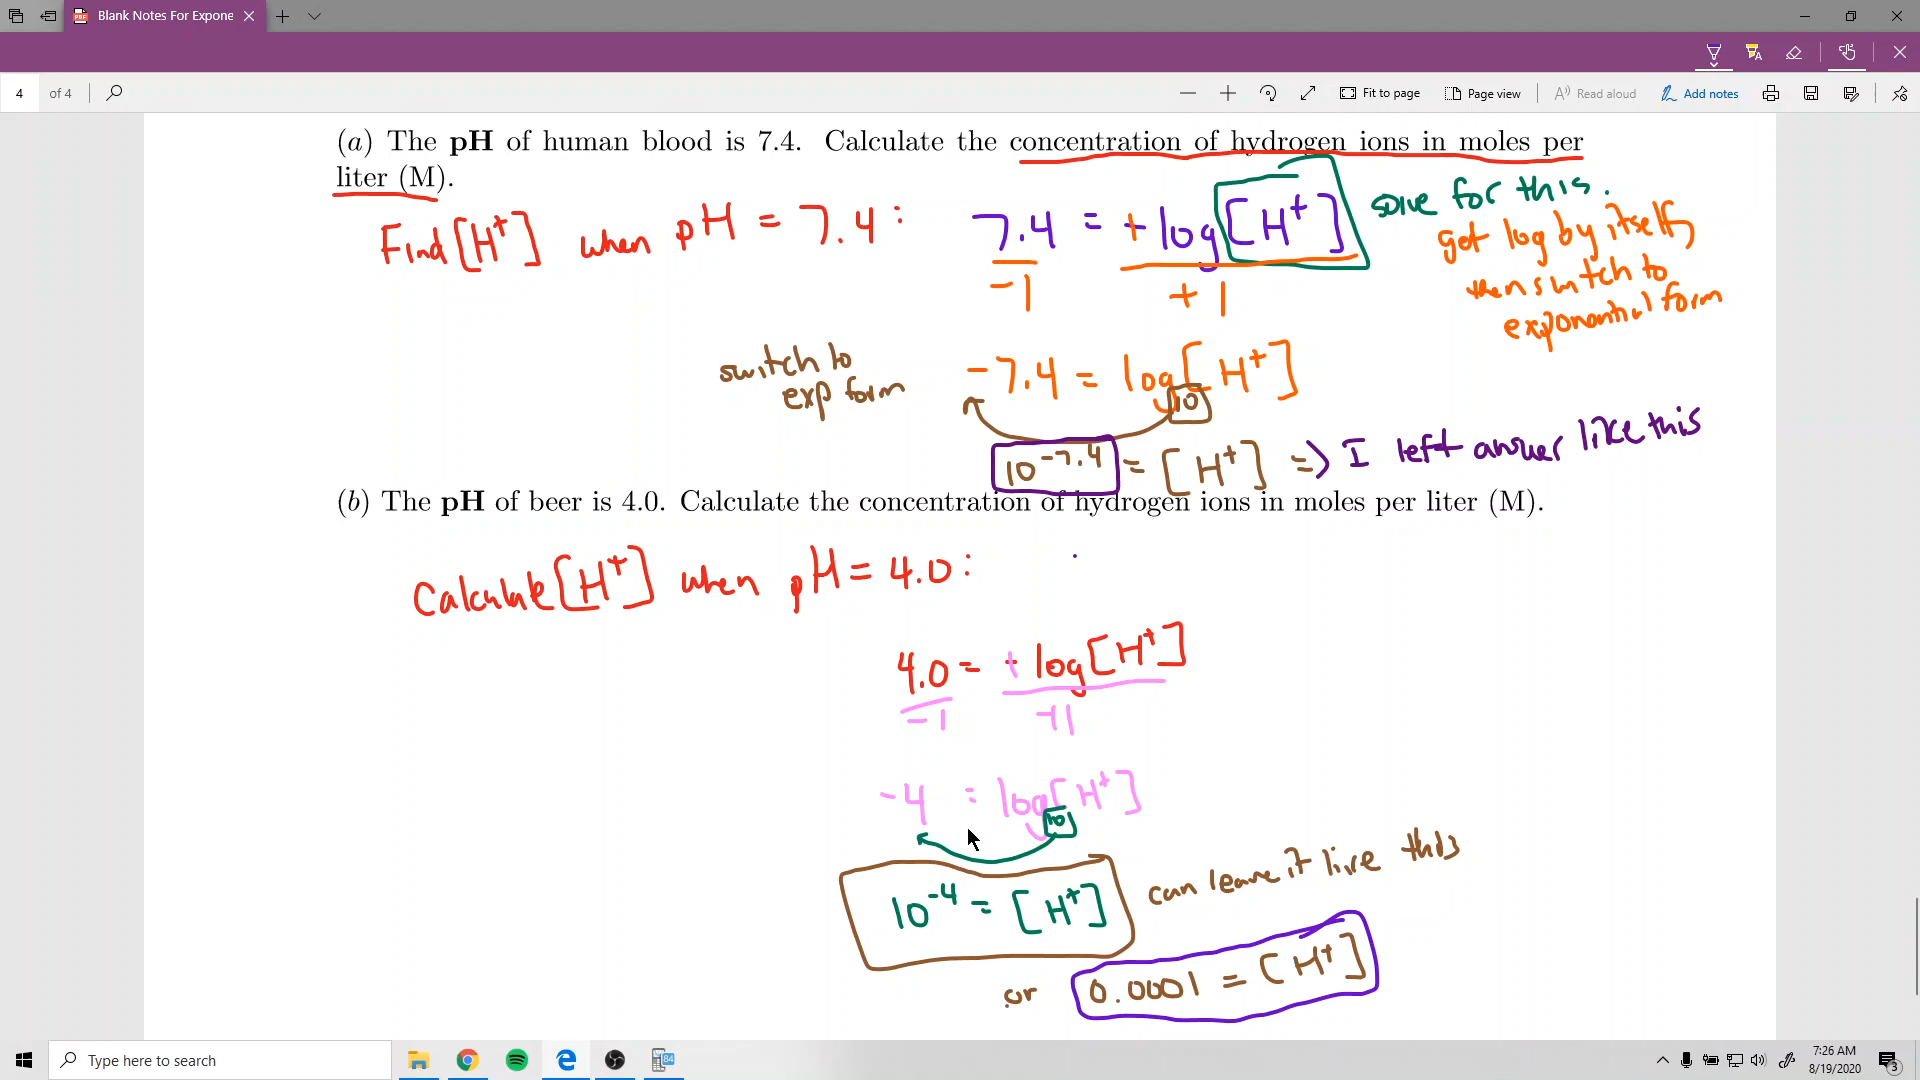 Blank Notes For Expone
4 of 4
Fit to page
Page view
Read aloud
Add notes
(a) The pH of human blood is 7.4. Calculate the concentration of hydrogen ions in moles per
liter (M).
Find [H+] when pH = 7.4 :
7.4 = + log [H+]
-1 +1
solve for this.
get log by itself,
then switch to
exponential form
switch to
exp form
-7.4 = log[H+]
10
10^-7.4 = [H+] => I left answer like this
(b) The pH of beer is 4.0. Calculate the concentration of hydrogen ions in moles per liter (M).
Calculate [H+] when pH = 4.0 :
4.0 = + log[H+]
-1 -11
-4 = log[H+]
10
10^-4 = [H+]
can leave it like this
or 0.0001 = [H+]
Type here to search
84
7:26 AM
8/19/2020
3